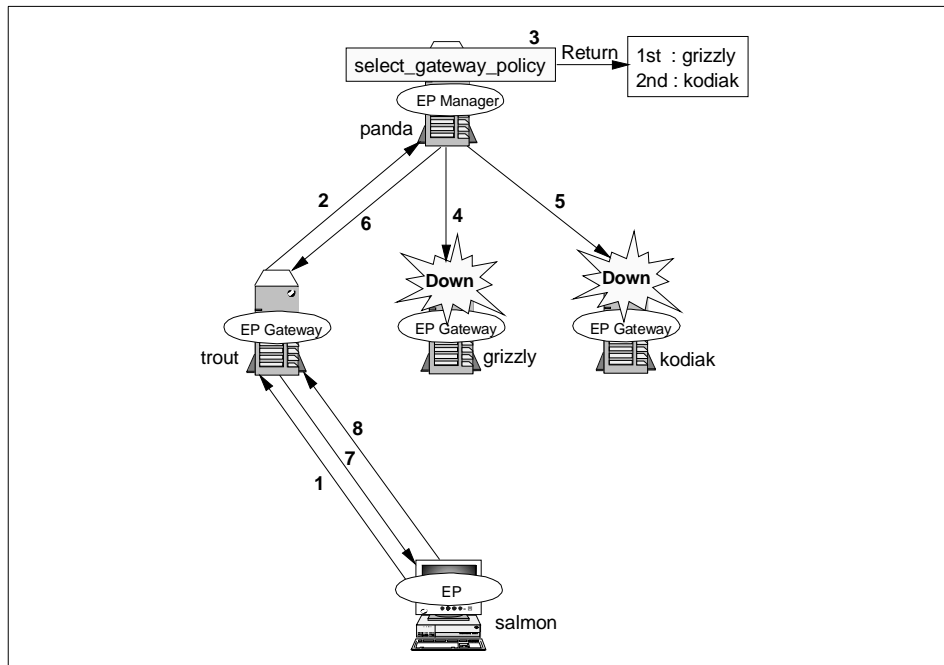 3
Return
select_gateway_policy
1st : grizzly
2nd : kodiak
EP Manager
panda
2
6
4
5
Down
Down
EP Gateway
EP Gateway
EP Gateway
trout
grizzly
kodiak
8
7
1
EP
salmon